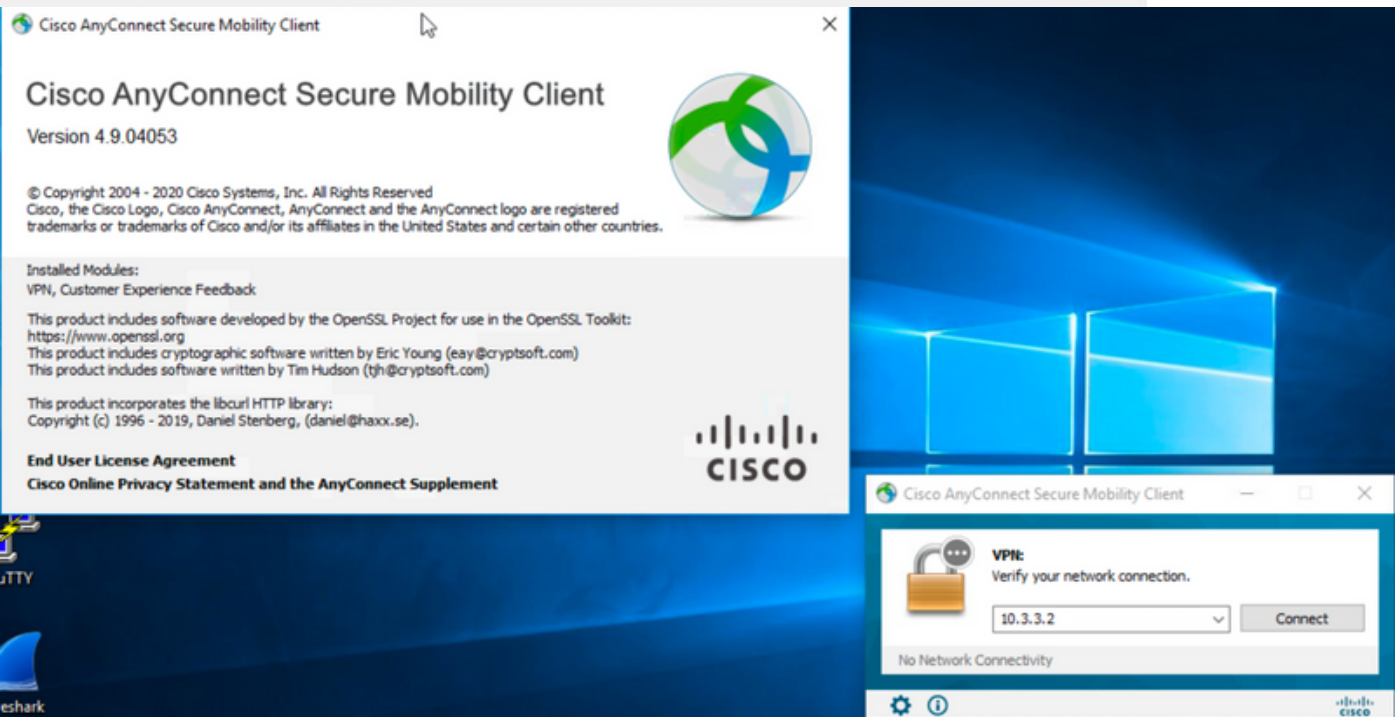 Cisco AnyConnect Secure Mobility Client
Cisco AnyConnect Secure Mobility Client
Version 4.9.04053
© Copyright 2004 - 2020 Cisco Systems, Inc. All Rights Reserved
Cisco, the Cisco Logo, Cisco AnyConnect, AnyConnect and the AnyConnect logo are registered
trademarks or trademarks of Cisco and/or its affiliates in the United States and certain other countries.
Installed Modules:
VPN, Customer Experience Feedback
This product includes software developed by the OpenSSL Project for use in the OpenSSL Toolkit:
https://www.openssl.org
This product includes cryptographic software written by Eric Young (eay@cryptsoft.com)
This product includes software written by Tim Hudson (tjh@cryptsoft.com)
This product incorporates the libcurl HTTP library:
Copyright (c) 1996 - 2019, Daniel Stenberg, (daniel@haxx.se).
End User License Agreement
Cisco Online Privacy Statement and the AnyConnect Supplement
CISCO
uTTY
eshark
Cisco AnyConnect Secure Mobility Client
VPN:
Verify your network connection.
10.3.3.2
Connect
No Network Connectivity
CISCO